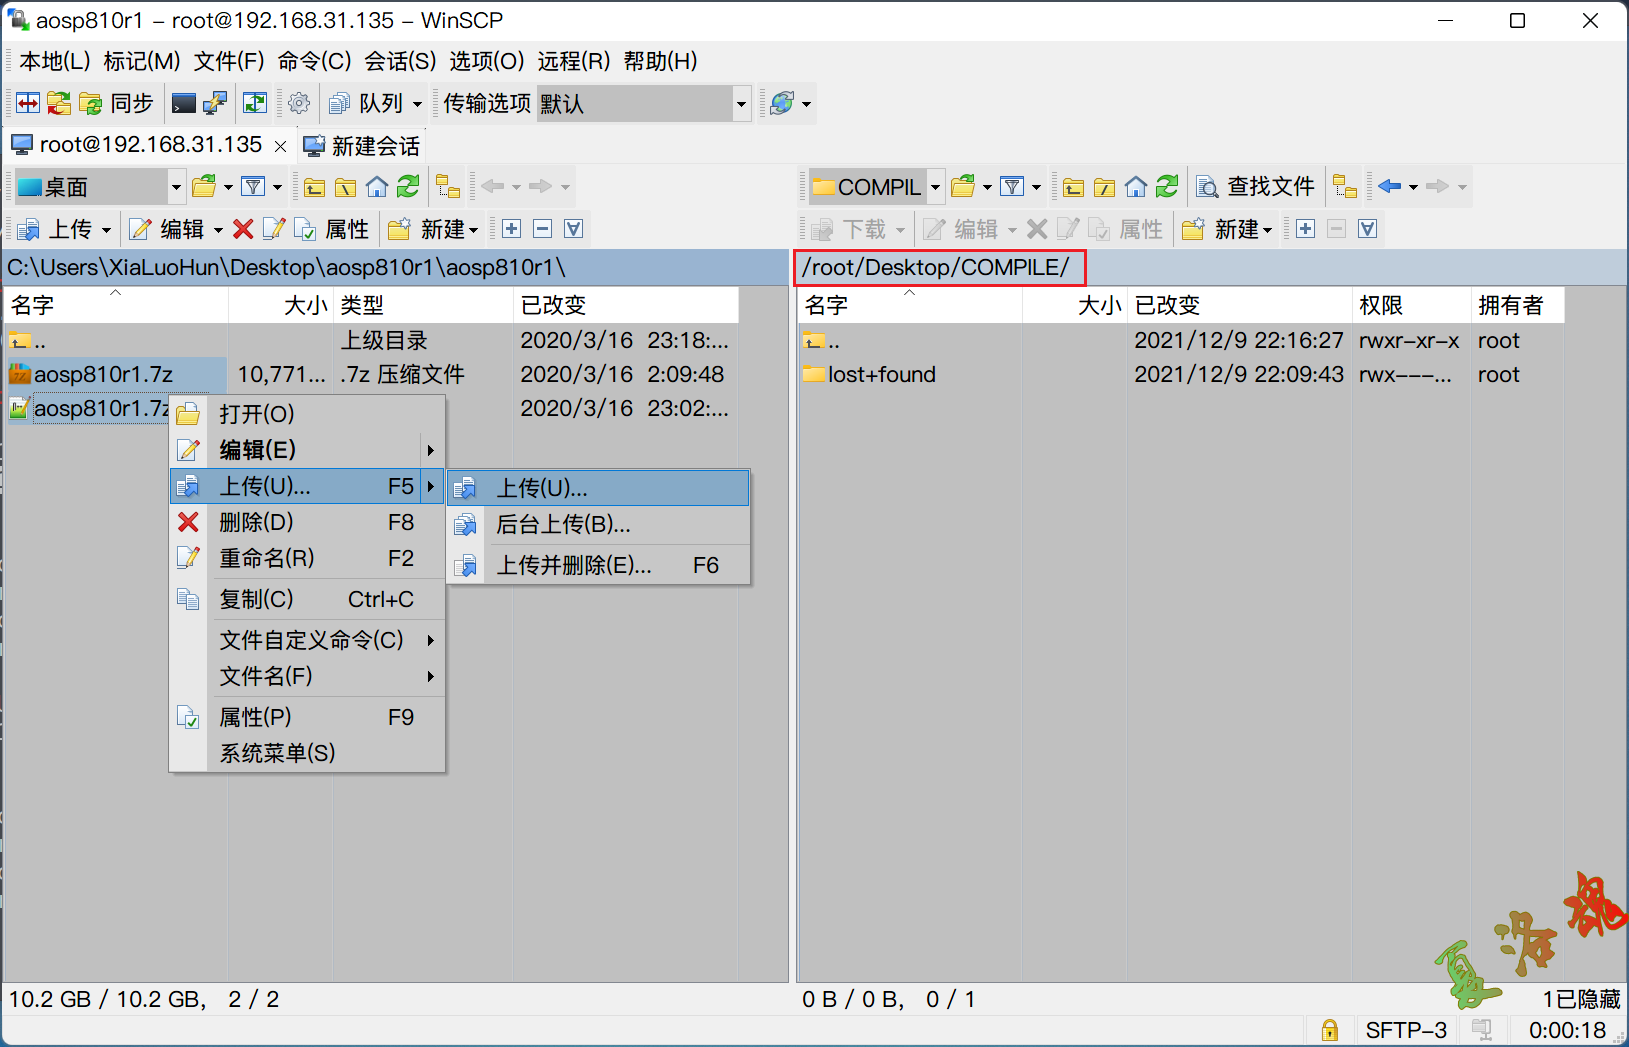 aosp810r1 – root@192.168.31.135 – WinSCP
本地(L) 标记(M) 文件(F) 命令(C) 会话(S) 选项(O) 远程(R) 帮助(H)
同步 队列 传输选项 默认
root@192.168.31.135 × 新建会话
桌面
COMPIL 查找文件
上传 编辑 属性 新建
下载 编辑 属性 新建
C:\Users\XiaLuoHun\Desktop\aosp810r1\aosp810r1\
/root/Desktop/COMPILE/
名字 大小 类型 已改变
.. 上级目录 2020/3/16 23:18:...
aosp810r1.7z 10,771... .7z 压缩文件 2020/3/16 2:09:48
aosp810r1.7z 2020/3/16 23:02:...
打开(O)
编辑(E)
上传(U)... F5
删除(D) F8
重命名(R) F2
复制(C) Ctrl+C
文件自定义命令(C)
文件名(F)
属性(P) F9
系统菜单(S)
上传(U)...
后台上传(B)...
上传并删除(E)... F6
名字 大小 已改变 权限 拥有者
.. 2021/12/9 22:16:27 rwxr-xr-x root
lost+found 2021/12/9 22:09:43 rwx---... root
夏洛魂
10.2 GB / 10.2 GB， 2 / 2
0 B / 0 B， 0 / 1
1已隐藏
SFTP-3 0:00:18